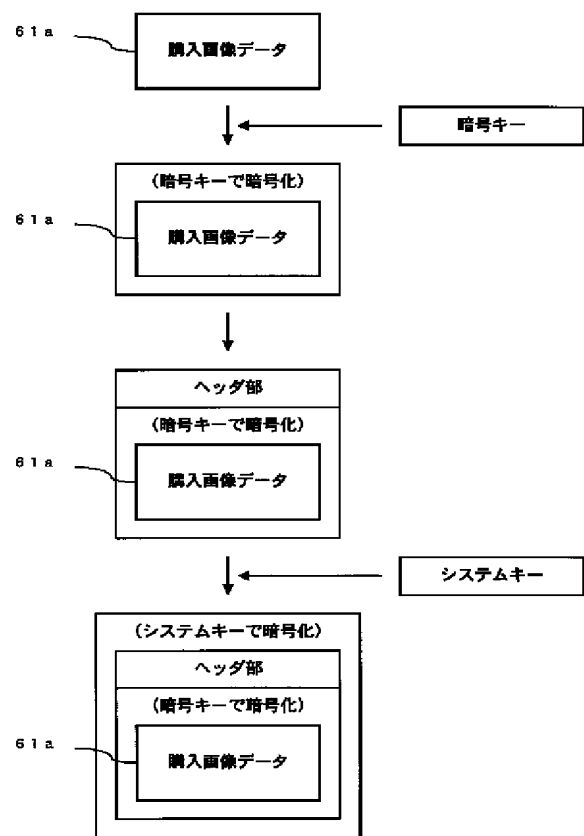 61a
購入画像データ
暗号キー
(暗号キーで暗号化)
61a
購入画像データ
ヘッダ部
(暗号キーで暗号化)
61a
購入画像データ
システムキー
(システムキーで暗号化)
ヘッダ部
(暗号キーで暗号化)
61a
購入画像データ